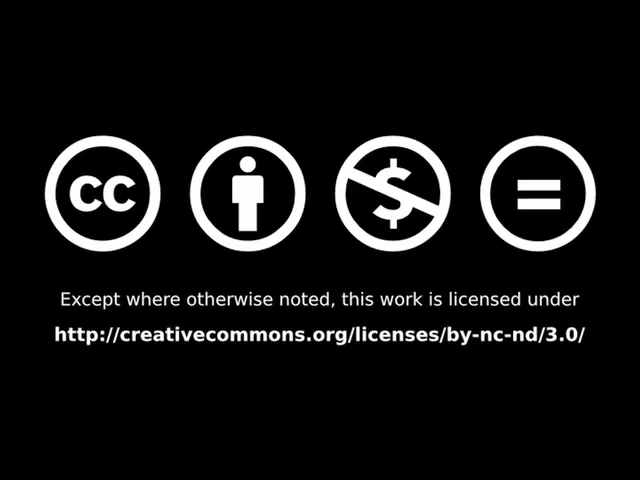 cc
$
=
Except where otherwise noted, this work is licensed under
http://creativecommons.org/licenses/by-nc-nd/3.0/